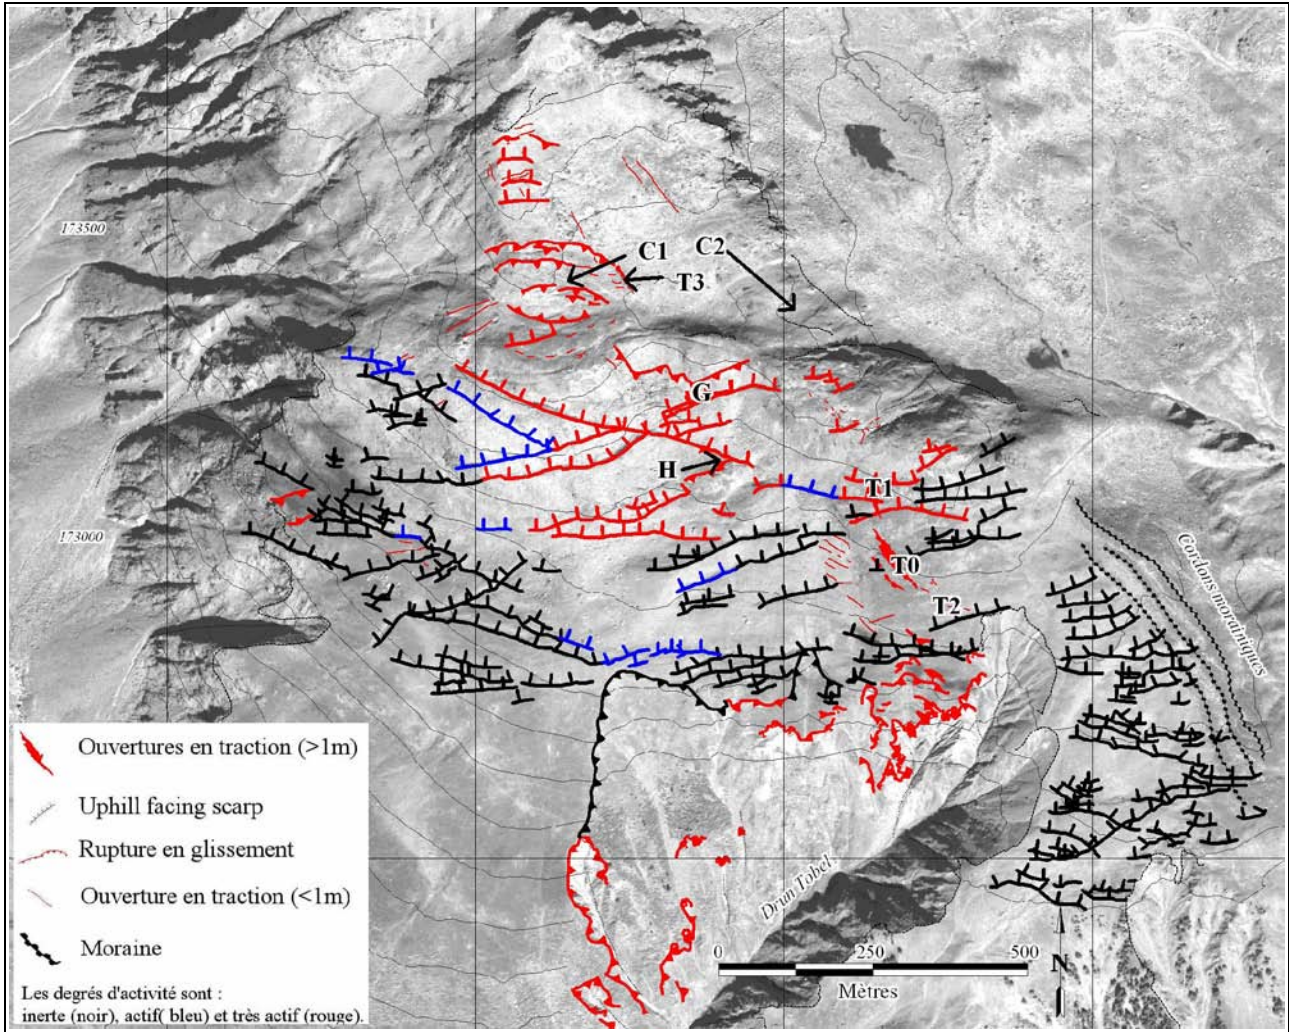 173500
C1
C2
T3
G
H
T1
173000
T0
T2
Cordons morainiques
Drun Tobel
0 250 500
Mètres
N
Ouvertures en traction (>1m)
Uphill facing scarp
Rupture en glissement
Ouverture en traction (<1m)
Moraine
Les degrés d'activité sont :
inerte (noir), actif( bleu) et très actif (rouge).